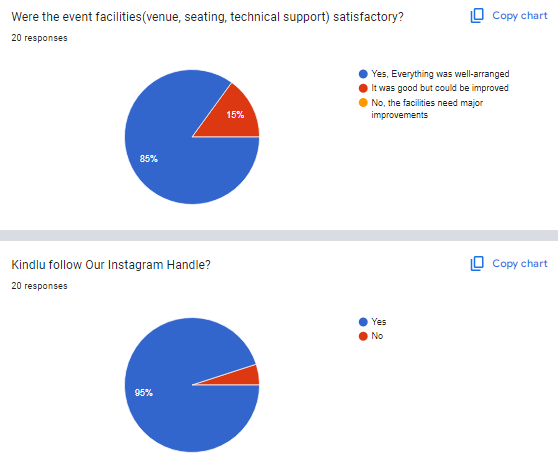 Were the event facilities(venue, seating, technical support) satisfactory?
Copy chart
20 responses
Yes, Everything was well-arranged
It was good but could be improved
No, the facilities need major
improvements
15%
85%
Kindlu follow Our Instagram Handle?
Copy chart
20 responses
Yes
No
95%